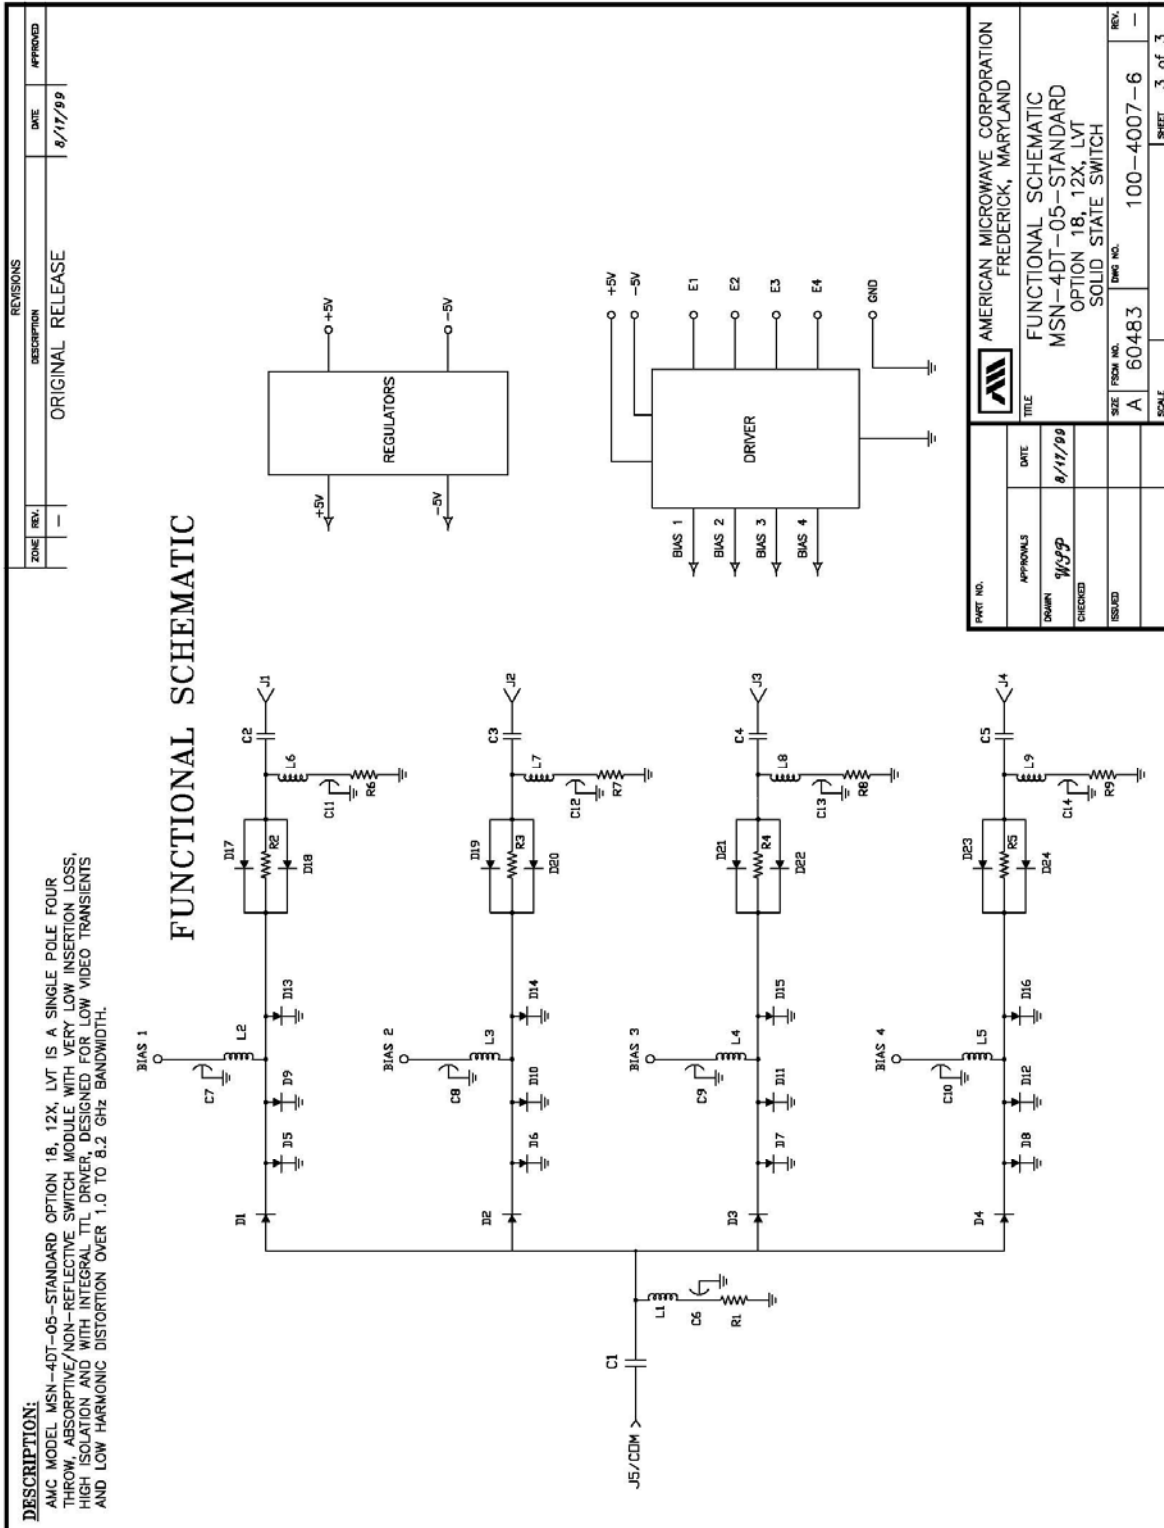 DESCRIPTION:
AMC MODEL MSN-4DT-05-STANDARD OPTION 18, 12X, LVT IS A SINGLE POLE FOUR
THROW, ABSORPTIVE/NON-REFLECTIVE SWITCH MODULE WITH VERY LOW INSERTION LOSS,
HIGH ISOLATION AND WITH INTEGRAL TTL DRIVER, DESIGNED FOR LOW VIDEO TRANSIENTS
AND LOW HARMONIC DISTORTION OVER 1.0 TO 8.2 GHz BANDWIDTH.
REVISIONS
ZONE REV. DESCRIPTION DATE APPROVED
— ORIGINAL RELEASE 8/17/99
FUNCTIONAL SCHEMATIC
BIAS 1
C7 L2
D1 D5 D9 D13 D17 R2 D18 C2 L6 C11 R6 J1
BIAS 2
C8 L3
D2 D6 D10 D14 D19 R3 D20 C3 L7 C12 R7 J2
BIAS 3
C9 L4
D3 D7 D11 D15 D21 R4 D22 C4 L8 C13 R8 J3
BIAS 4
C10 L5
D4 D8 D12 D16 D23 R5 D24 C5 L9 C14 R9 J4
J5/COM C1 L1 C6 R1
+5V REGULATORS +5V
-5V -5V
+5V
-5V
BIAS 1 E1
BIAS 2 DRIVER E2
BIAS 3 E3
BIAS 4 E4
GND
PART NO.
APPROVALS DATE
DRAWN WSP 8/17/99
CHECKED
ISSUED
AMERICAN MICROWAVE CORPORATION
FREDERICK, MARYLAND
TITLE
FUNCTIONAL SCHEMATIC
MSN-4DT-05-STANDARD
OPTION 18, 12X, LVT
SOLID STATE SWITCH
SIZE FSCM NO. DWG NO. REV.
A 60483 100-4007-6 —
SCALE SHEET 3 of 3